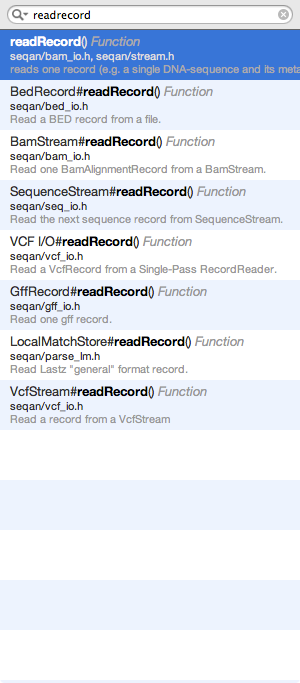 readrecord
readRecord() Function
seqan/bam_io.h, seqan/stream.h
reads one record (e.g. a single DNA-sequence and its meta
BedRecord#readRecord() Function
seqan/bed_io.h
Read a BED record from a file.
BamStream#readRecord() Function
seqan/bam_io.h
Read one BamAlignmentRecord from a BamStream.
SequenceStream#readRecord() Function
seqan/seq_io.h
Read the next sequence record from SequenceStream.
VCF I/O#readRecord() Function
seqan/vcf_io.h
Read a VcfRecord from a Single-Pass RecordReader.
GffRecord#readRecord() Function
seqan/gff_io.h
Read one gff record.
LocalMatchStore#readRecord() Function
seqan/parse_lm.h
Read Lastz "general" format record.
VcfStream#readRecord() Function
seqan/vcf_io.h
Read a record from a VcfStream